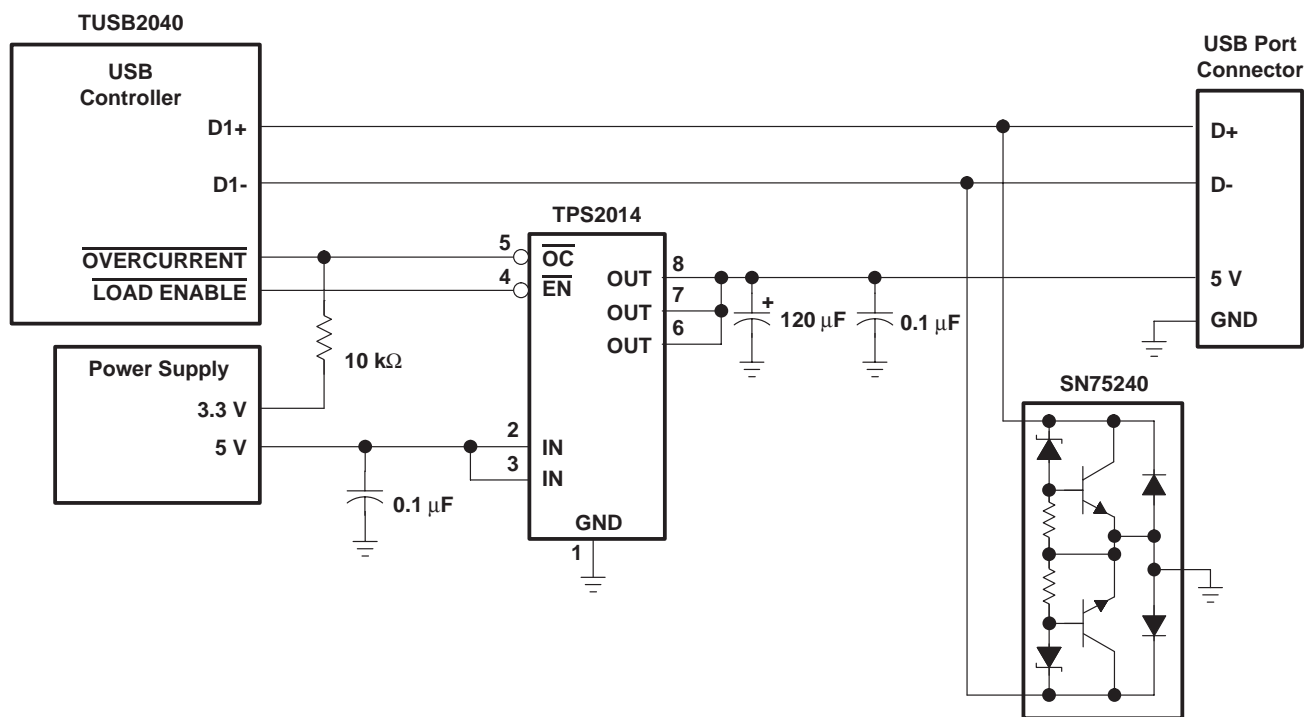 TUSB2040
USB
Controller
D1+
D1-
OVERCURRENT
LOAD ENABLE
Power Supply
3.3 V
5 V
10 kΩ
0.1 μF
TPS2014
5
OC
4
EN
2
IN
3
IN
GND
1
8
OUT
7
OUT
6
OUT
+
120 μF
0.1 μF
USB Port
Connector
D+
D-
5 V
GND
SN75240